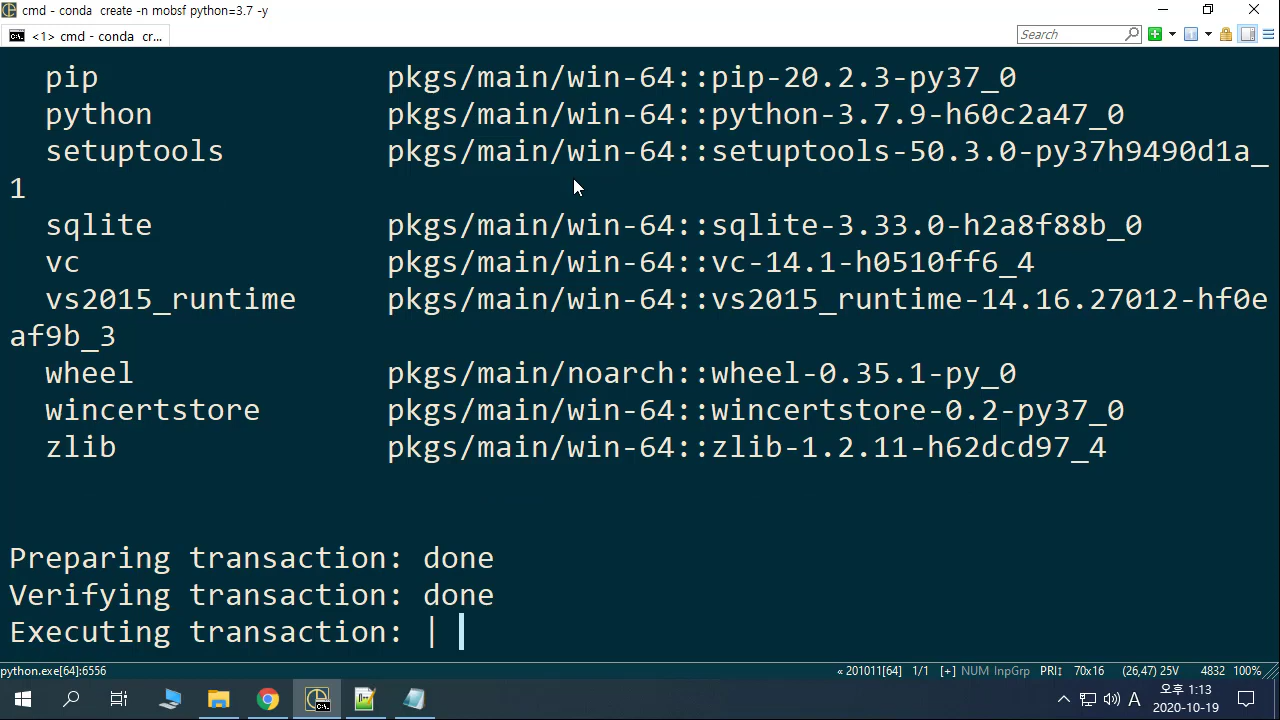 cmd - conda  create -n mobsf python=3.7 -y
<1> cmd - conda  cr...
Search
pip                pkgs/main/win-64::pip-20.2.3-py37_0
python             pkgs/main/win-64::python-3.7.9-h60c2a47_0
setuptools         pkgs/main/win-64::setuptools-50.3.0-py37h9490d1a_
1
sqlite             pkgs/main/win-64::sqlite-3.33.0-h2a8f88b_0
vc                 pkgs/main/win-64::vc-14.1-h0510ff6_4
vs2015_runtime     pkgs/main/win-64::vs2015_runtime-14.16.27012-hf0e
af9b_3
wheel              pkgs/main/noarch::wheel-0.35.1-py_0
wincertstore       pkgs/main/win-64::wincertstore-0.2-py37_0
zlib               pkgs/main/win-64::zlib-1.2.11-h62dcd97_4
Preparing transaction: done
Verifying transaction: done
Executing transaction: |
python.exe[64]:6556 « 201011[64] 1/1 [+] NUM InpGrp PRI↕ 70x16 (26,47) 25V 4832 100%
A 오후 1:13
2020-10-19